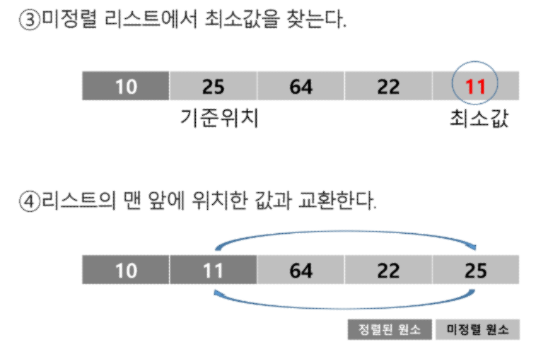 ③미정렬 리스트에서 최소값을 찾는다.
10 25 64 22 11
기준위치 최소값
④리스트의 맨 앞에 위치한 값과 교환한다.
10 11 64 22 25
정렬된 원소 미정렬 원소